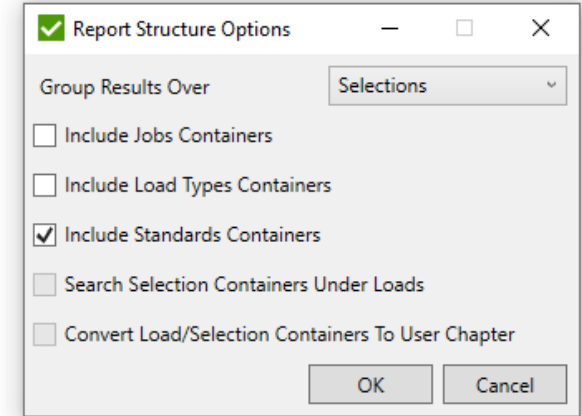 Report Structure Options
Group Results Over Selections
Include Jobs Containers
Include Load Types Containers
Include Standards Containers
Search Selection Containers Under Loads
Convert Load/Selection Containers To User Chapter
OK Cancel